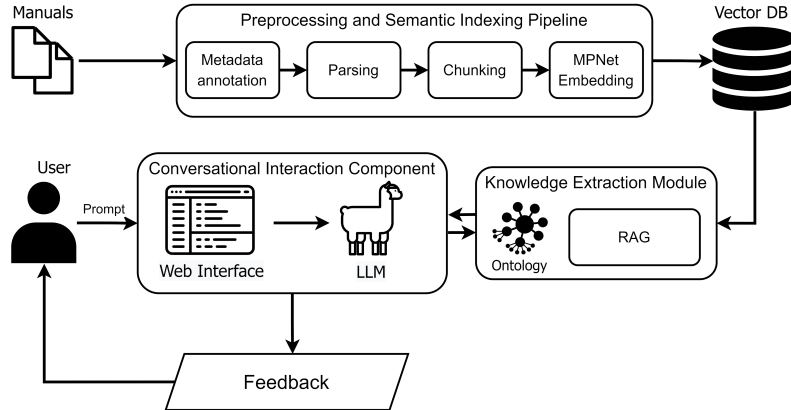 Manuals
Preprocessing and Semantic Indexing Pipeline
Vector DB
Metadata
annotation
Parsing
Chunking
MPNet
Embedding
User
Prompt
Conversational Interaction Component
Web Interface
LLM
Knowledge Extraction Module
Ontology
RAG
Feedback